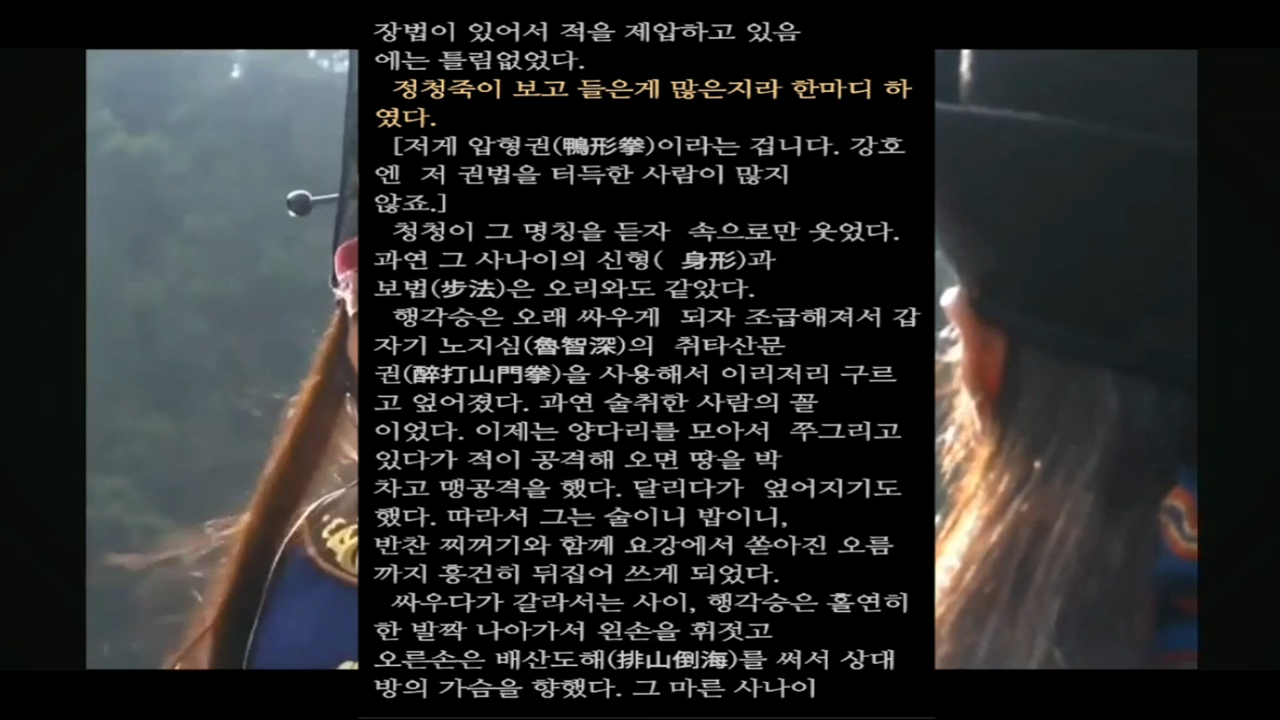 장법이 있어서 적을 제압하고 있음
에는 틀림없었다.
정청죽이 보고 들은게 많은지라 한마디 하
였다.
[저게 압형권(鴨形拳)이라는 겁니다. 강호
엔 저 권법을 터득한 사람이 많지
않죠.]
청청이 그 명칭을 듣자 속으로만 웃었다.
과연 그 사나이의 신형( 身形)과
보법(步法)은 오리와도 같았다.
행각승은 오래 싸우게 되자 조급해져서 갑
자기 노지심(魯智深)의 취타산문
권(醉打山門拳)을 사용해서 이리저리 구르
고 엎어졌다. 과연 술취한 사람의 꼴
이었다. 이제는 양다리를 모아서 쭈그리고
있다가 적이 공격해 오면 땅을 박
차고 맹공격을 했다. 달리다가 엎어지기도
했다. 따라서 그는 술이니 밥이니,
반찬 찌꺼기와 함께 요강에서 쏟아진 오름
까지 흥건히 뒤집어 쓰게 되었다.
싸우다가 갈라서는 사이, 행각승은 홀연히
한 발짝 나아가서 왼손을 휘젓고
오른손은 배산도해(排山倒海)를 써서 상대
방의 가슴을 향했다. 그 마른 사나이